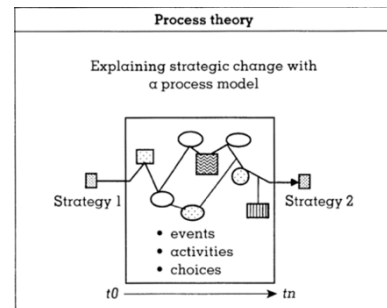 Process theory
Explaining strategic change with
a process model
Strategy 1
Strategy 2
• events
• activities
• choices
t0
tn